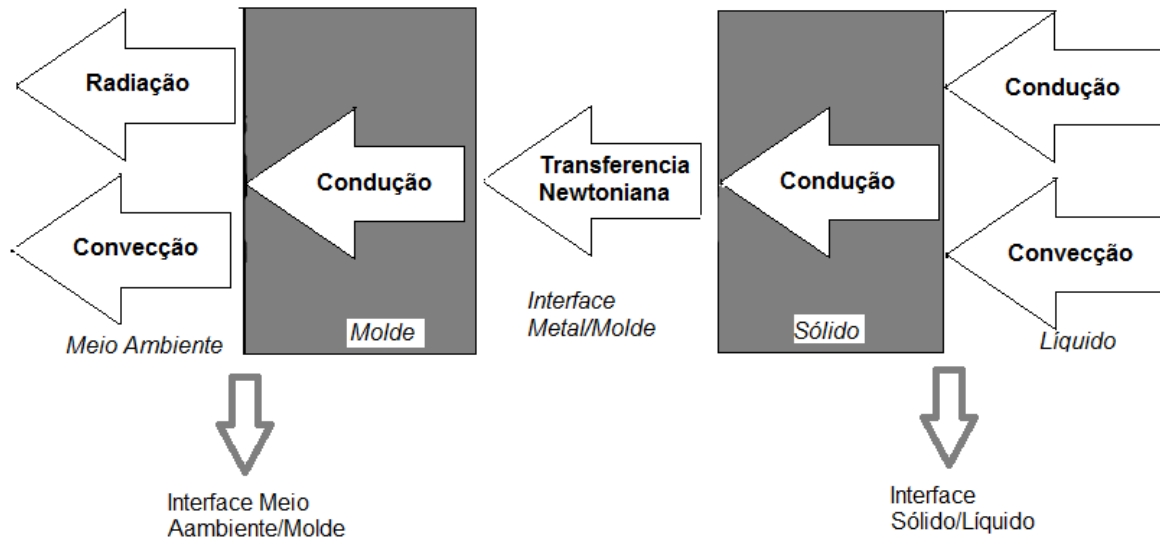 Radiação
Convecção
Meio Ambiente
Condução
Molde
Transferencia
Newtoniana
Interface
Metal/Molde
Condução
Sólido
Condução
Convecção
Líquido
Interface Meio
Aambiente/Molde
Interface
Sólido/Líquido